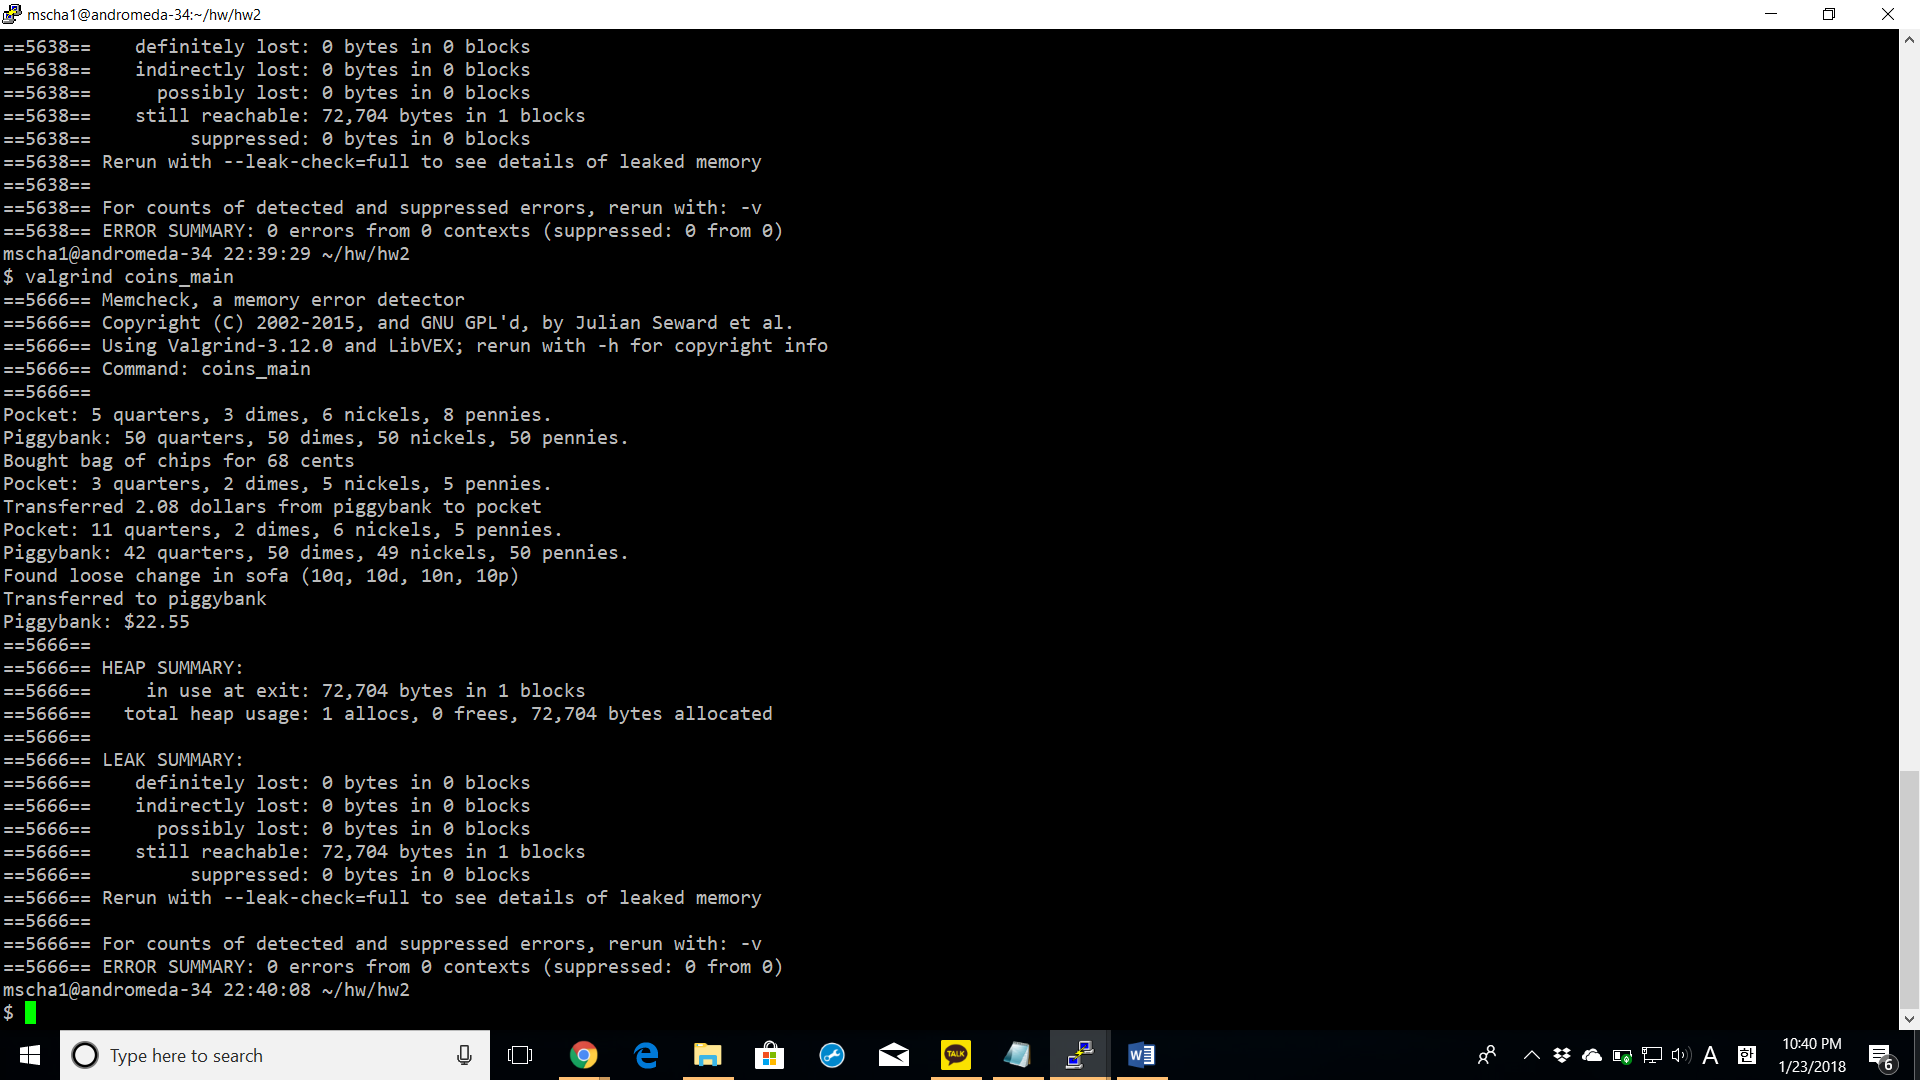 mscha1@andromeda-34:~/hw/hw2
==5638==    definitely lost: 0 bytes in 0 blocks
==5638==    indirectly lost: 0 bytes in 0 blocks
==5638==      possibly lost: 0 bytes in 0 blocks
==5638==    still reachable: 72,704 bytes in 1 blocks
==5638==         suppressed: 0 bytes in 0 blocks
==5638== Rerun with --leak-check=full to see details of leaked memory
==5638==
==5638== For counts of detected and suppressed errors, rerun with: -v
==5638== ERROR SUMMARY: 0 errors from 0 contexts (suppressed: 0 from 0)
mscha1@andromeda-34 22:39:29 ~/hw/hw2
$ valgrind coins_main
==5666== Memcheck, a memory error detector
==5666== Copyright (C) 2002-2015, and GNU GPL'd, by Julian Seward et al.
==5666== Using Valgrind-3.12.0 and LibVEX; rerun with -h for copyright info
==5666== Command: coins_main
==5666==
Pocket: 5 quarters, 3 dimes, 6 nickels, 8 pennies.
Piggybank: 50 quarters, 50 dimes, 50 nickels, 50 pennies.
Bought bag of chips for 68 cents
Pocket: 3 quarters, 2 dimes, 5 nickels, 5 pennies.
Transferred 2.08 dollars from piggybank to pocket
Pocket: 11 quarters, 2 dimes, 6 nickels, 5 pennies.
Piggybank: 42 quarters, 50 dimes, 49 nickels, 50 pennies.
Found loose change in sofa (10q, 10d, 10n, 10p)
Transferred to piggybank
Piggybank: $22.55
==5666==
==5666== HEAP SUMMARY:
==5666==     in use at exit: 72,704 bytes in 1 blocks
==5666==   total heap usage: 1 allocs, 0 frees, 72,704 bytes allocated
==5666==
==5666== LEAK SUMMARY:
==5666==    definitely lost: 0 bytes in 0 blocks
==5666==    indirectly lost: 0 bytes in 0 blocks
==5666==      possibly lost: 0 bytes in 0 blocks
==5666==    still reachable: 72,704 bytes in 1 blocks
==5666==         suppressed: 0 bytes in 0 blocks
==5666== Rerun with --leak-check=full to see details of leaked memory
==5666==
==5666== For counts of detected and suppressed errors, rerun with: -v
==5666== ERROR SUMMARY: 0 errors from 0 contexts (suppressed: 0 from 0)
mscha1@andromeda-34 22:40:08 ~/hw/hw2
$
Type here to search
TALK
W
A
한
10:40 PM
1/23/2018
6